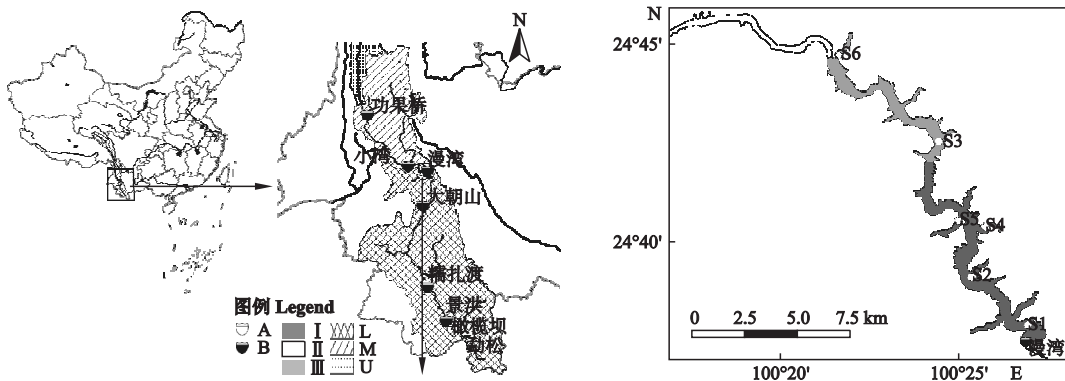 N
功果桥
小湾
?
漫湾
大朝山
糯扎渡
景洪
橄榄坝
勐松
图例 Legend
A
B
I
II
III
L
M
U
N
24°45'
24°40'
S6
S3
S5
S4
S2
S1
漫湾
0 2.5 5.0 7.5 km
100°20' 100°25' E